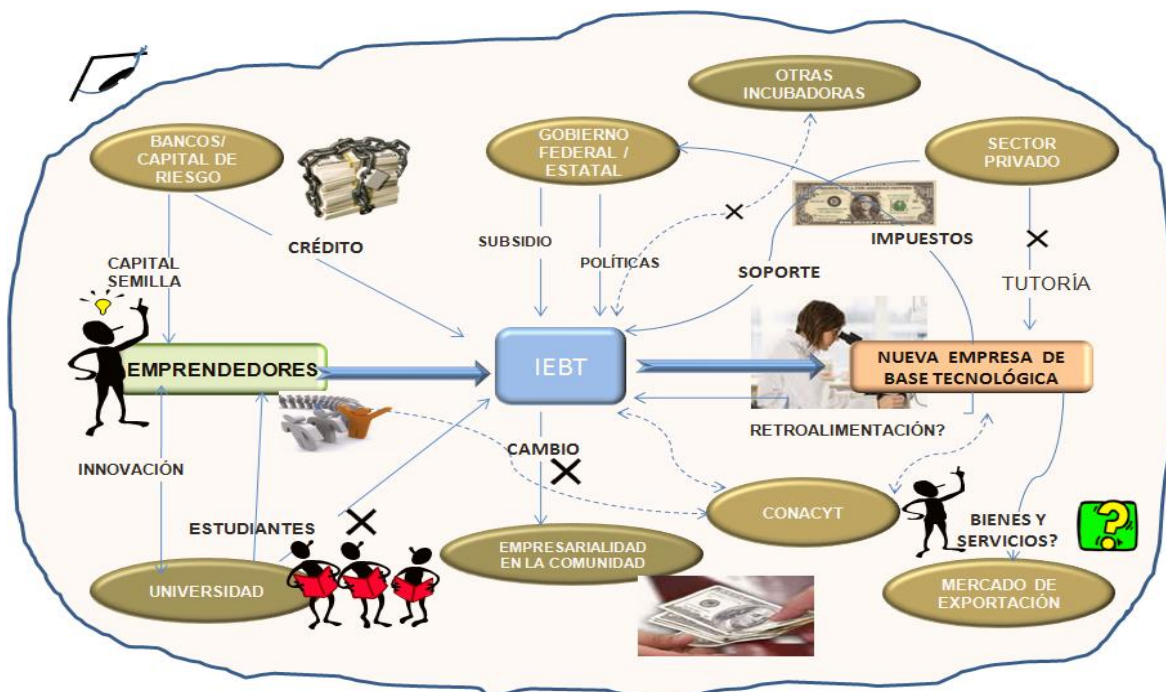 OTRAS
INCUBADORAS
BANCOS/
CAPITAL DE
RIESGO
GOBIERNO
FEDERAL /
ESTATAL
SECTOR
PRIVADO
CRÉDITO
SUBSIDIO
POLÍTICAS
IMPUESTOS
SOPORTE
CAPITAL
SEMILLA
TUTORÍA
EMPRENDEDORES
IEBT
NUEVA EMPRESA DE
BASE TECNOLÓGICA
RETROALIMENTACIÓN?
CAMBIO
INNOVACIÓN
ESTUDIANTES
CONACYT
BIENES Y
SERVICIOS?
EMPRESARIALIDAD
EN LA COMUNIDAD
UNIVERSIDAD
MERCADO DE
EXPORTACIÓN